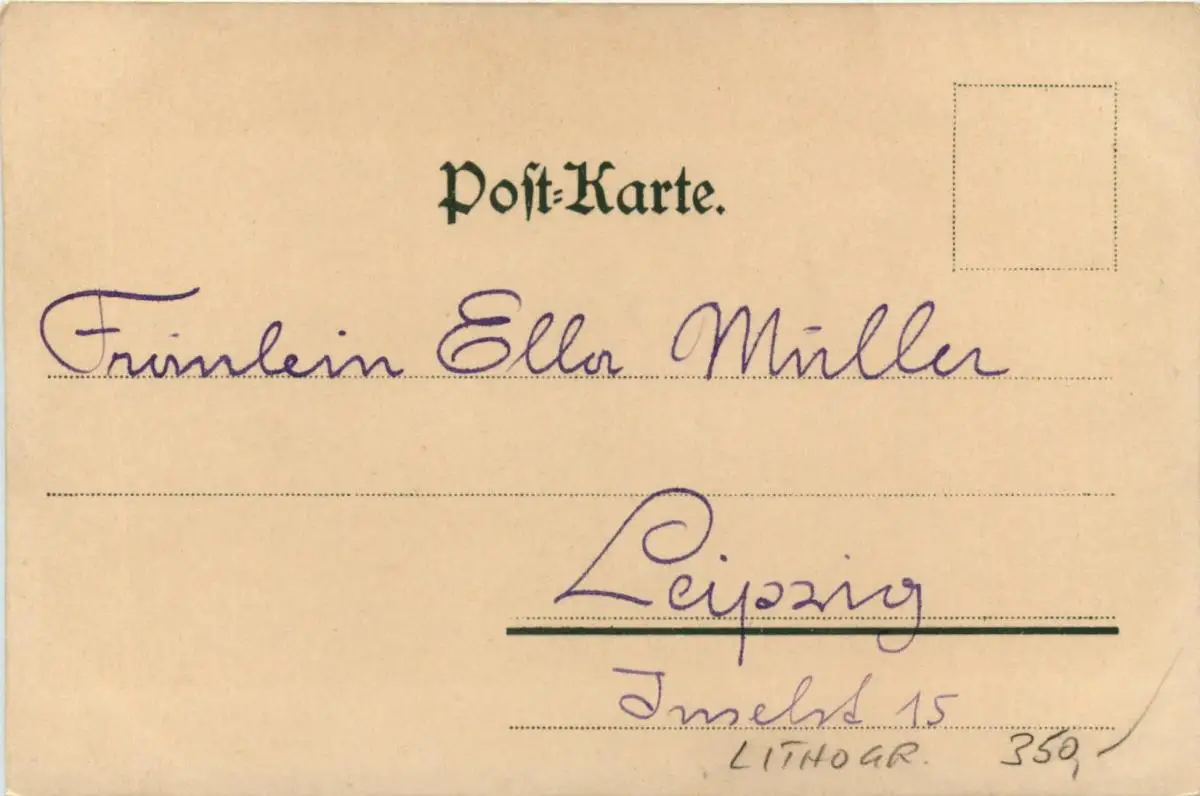 Poſt-Karte.
Fräulein Ella Müller
Leipzig
Inselst 15
LITHOGR. 350,-